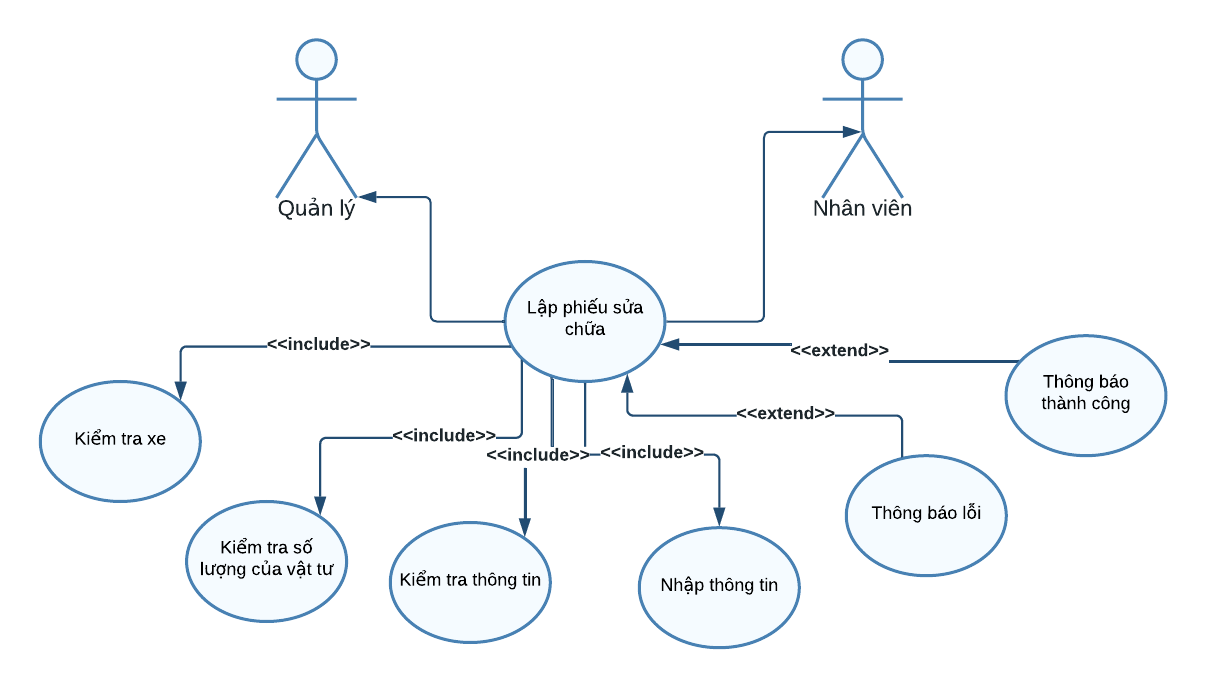 Quản lý
Nhân viên
Lập phiếu sửa
chữa
<<include>>
<<extend>>
Thông báo
thành công
Kiểm tra xe
<<include>>
<<include>>
<<include>>
<<extend>>
Thông báo lỗi
Kiểm tra số
lượng của vật tư
Kiểm tra thông tin
Nhập thông tin